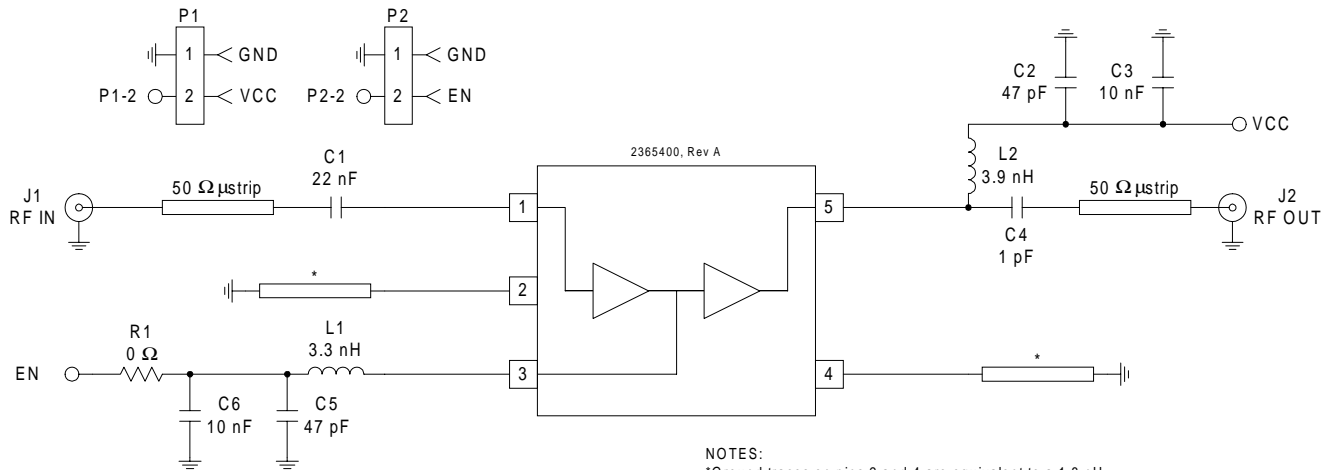 P1
P2
1 GND
1 GND
P1-2 2 VCC
P2-2 2 EN
C2
47 pF
C3
10 nF
VCC
2365400, Rev A
L2
3.9 nH
C1
22 nF
J1
RF IN
50 Ω μstrip
1
5
50 Ω μstrip
J2
RF OUT
C4
1 pF
*
2
R1
0 Ω
L1
3.3 nH
EN
3
4
*
C6
10 nF
C5
47 pF
NOTES: